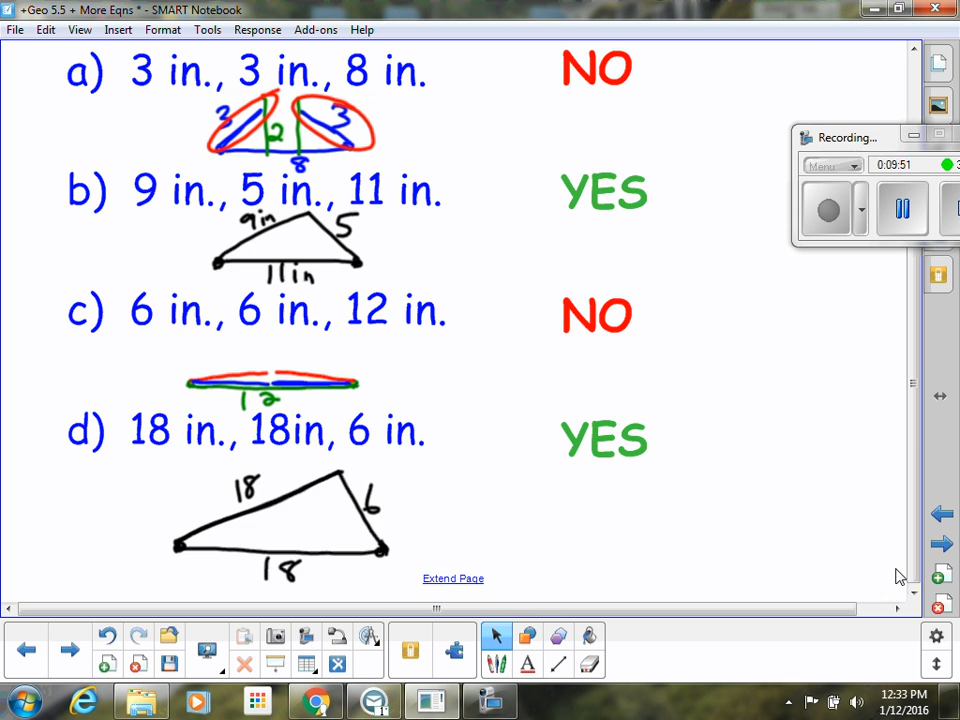 +Geo 5.5 + More Eqns * - SMART Notebook
File Edit View Insert Format Tools Response Add-ons Help
a) 3 in., 3 in., 8 in. NO
3 2 3
8
Recording...
Menu 0:09:51 3
b) 9 in., 5 in., 11 in. YES
9in 5
11in
c) 6 in., 6 in., 12 in. NO
12
d) 18 in., 18in, 6 in. YES
18 6
18
Extend Page
12:33 PM
1/12/2016